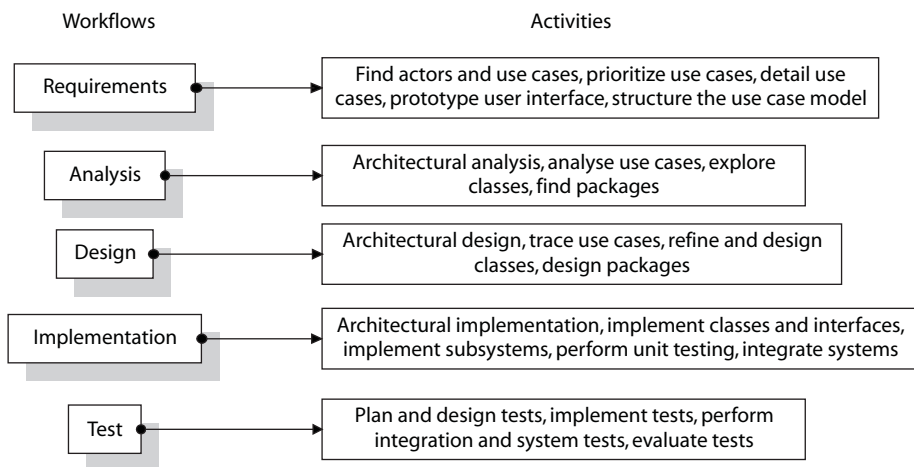 Workflows
Activities
Requirements
Find actors and use cases, prioritize use cases, detail use
cases, prototype user interface, structure the use case model
Analysis
Architectural analysis, analyse use cases, explore
classes, find packages
Design
Architectural design, trace use cases, refine and design
classes, design packages
Implementation
Architectural implementation, implement classes and interfaces,
implement subsystems, perform unit testing, integrate systems
Test
Plan and design tests, implement tests, perform
integration and system tests, evaluate tests